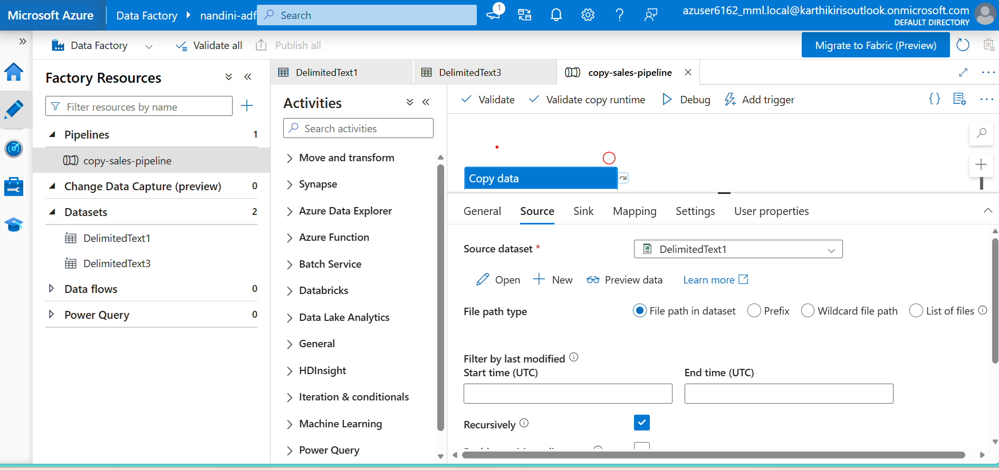 Microsoft Azure
Data Factory
nandini-adf
Search
1
azuser6162_mml.local@karthikirisoutlook.onmicrosoft.com
DEFAULT DIRECTORY
Data Factory
Validate all
Publish all
Migrate to Fabric (Preview)
Factory Resources
Filter resources by name
Pipelines 1
copy-sales-pipeline
Change Data Capture (preview) 0
Datasets 2
DelimitedText1
DelimitedText3
Data flows 0
Power Query 0
DelimitedText1
DelimitedText3
copy-sales-pipeline
Activities
Search activities
Move and transform
Synapse
Azure Data Explorer
Azure Function
Batch Service
Databricks
Data Lake Analytics
General
HDInsight
Iteration & conditionals
Machine Learning
Power Query
Validate
Validate copy runtime
Debug
Add trigger
Copy data
General
Source
Sink
Mapping
Settings
User properties
Source dataset *
DelimitedText1
Open
New
Preview data
Learn more
File path type
File path in dataset
Prefix
Wildcard file path
List of files
Filter by last modified
Start time (UTC)
End time (UTC)
Recursively